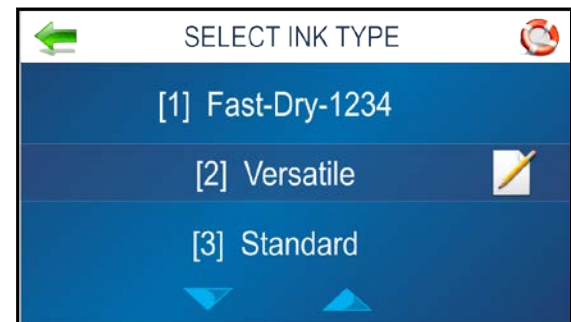 SELECT INK TYPE
[1] Fast-Dry-1234
[2] Versatile
[3] Standard